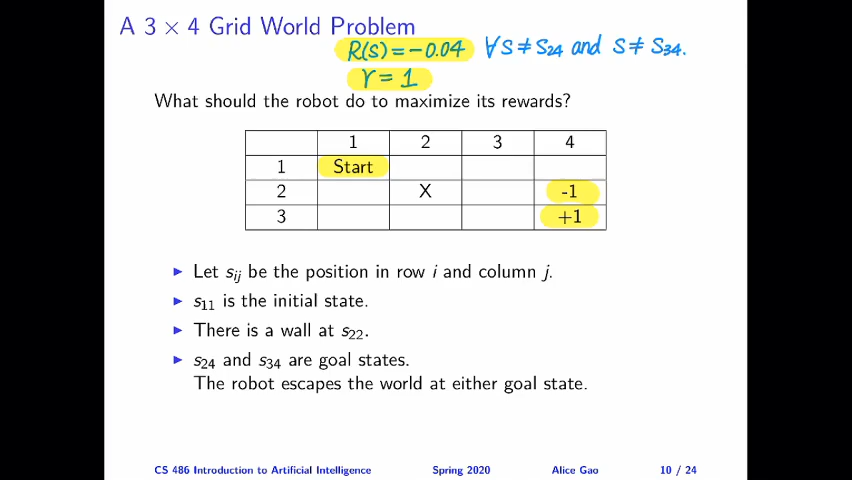 A 3 × 4 Grid World Problem
R(s) = -0.04 ∀s ≠ s24 and s ≠ s34.
γ = 1
What should the robot do to maximize its rewards?
1 2 3 4
1 Start
2 X -1
3 +1
Let sij be the position in row i and column j.
s11 is the initial state.
There is a wall at s22.
s24 and s34 are goal states.
The robot escapes the world at either goal state.
CS 486 Introduction to Artificial Intelligence Spring 2020 Alice Gao 10 / 24